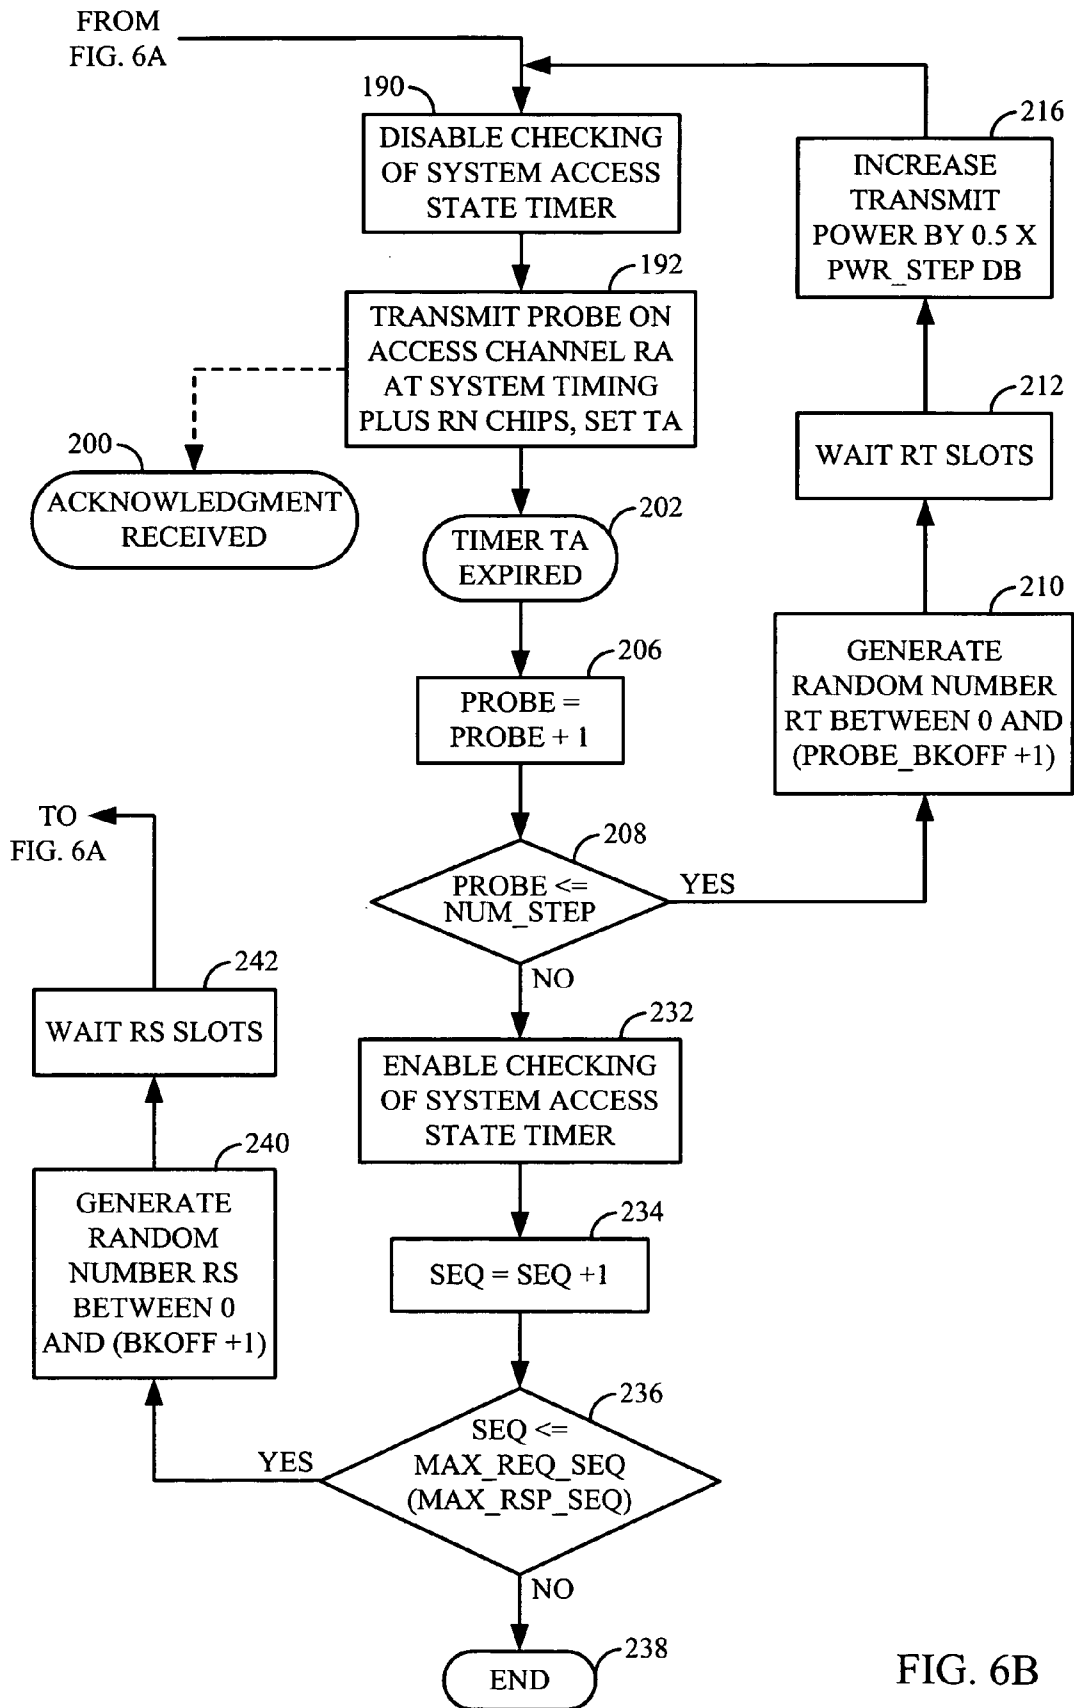 FROM
FIG. 6A
190
DISABLE CHECKING
OF SYSTEM ACCESS
STATE TIMER
216
INCREASE
TRANSMIT
POWER BY 0.5 X
PWR_STEP DB
192
TRANSMIT PROBE ON
ACCESS CHANNEL RA
AT SYSTEM TIMING
PLUS RN CHIPS, SET TA
212
WAIT RT SLOTS
200
ACKNOWLEDGMENT
RECEIVED
202
TIMER TA
EXPIRED
210
GENERATE
RANDOM NUMBER
RT BETWEEN 0 AND
(PROBE_BKOFF +1)
206
PROBE =
PROBE + 1
TO
FIG. 6A
208
PROBE <=
NUM_STEP
YES
NO
242
WAIT RS SLOTS
232
ENABLE CHECKING
OF SYSTEM ACCESS
STATE TIMER
240
GENERATE
RANDOM
NUMBER RS
BETWEEN 0
AND (BKOFF +1)
234
SEQ = SEQ +1
236
SEQ <=
MAX_REQ_SEQ
(MAX_RSP_SEQ)
YES
NO
238
END
FIG. 6B